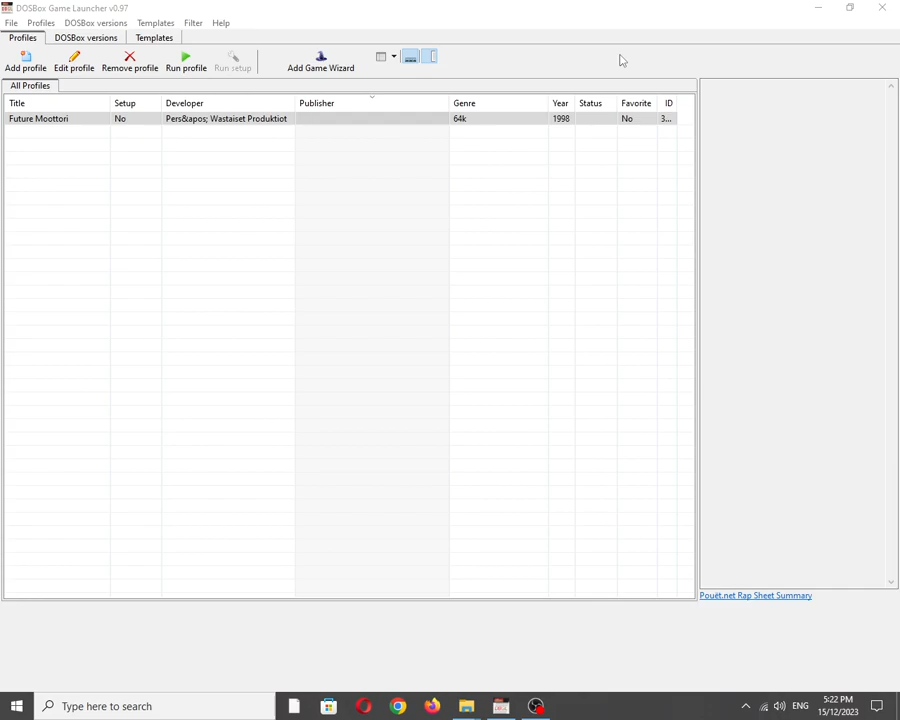 DOSBox Game Launcher v0.97
File Profiles DOSBox versions Templates Filter Help
Profiles DOSBox versions Templates
Add profile Edit profile Remove profile Run profile Run setup Add Game Wizard
All Profiles
Title Setup Developer Publisher Genre Year Status Favorite ID
Future Moottori No Pers&apos; Wastaiset Produktiot 64k 1998 No 3...
Pouët.net Rap Sheet Summary
Type here to search
ENG
5:22 PM
15/12/2023